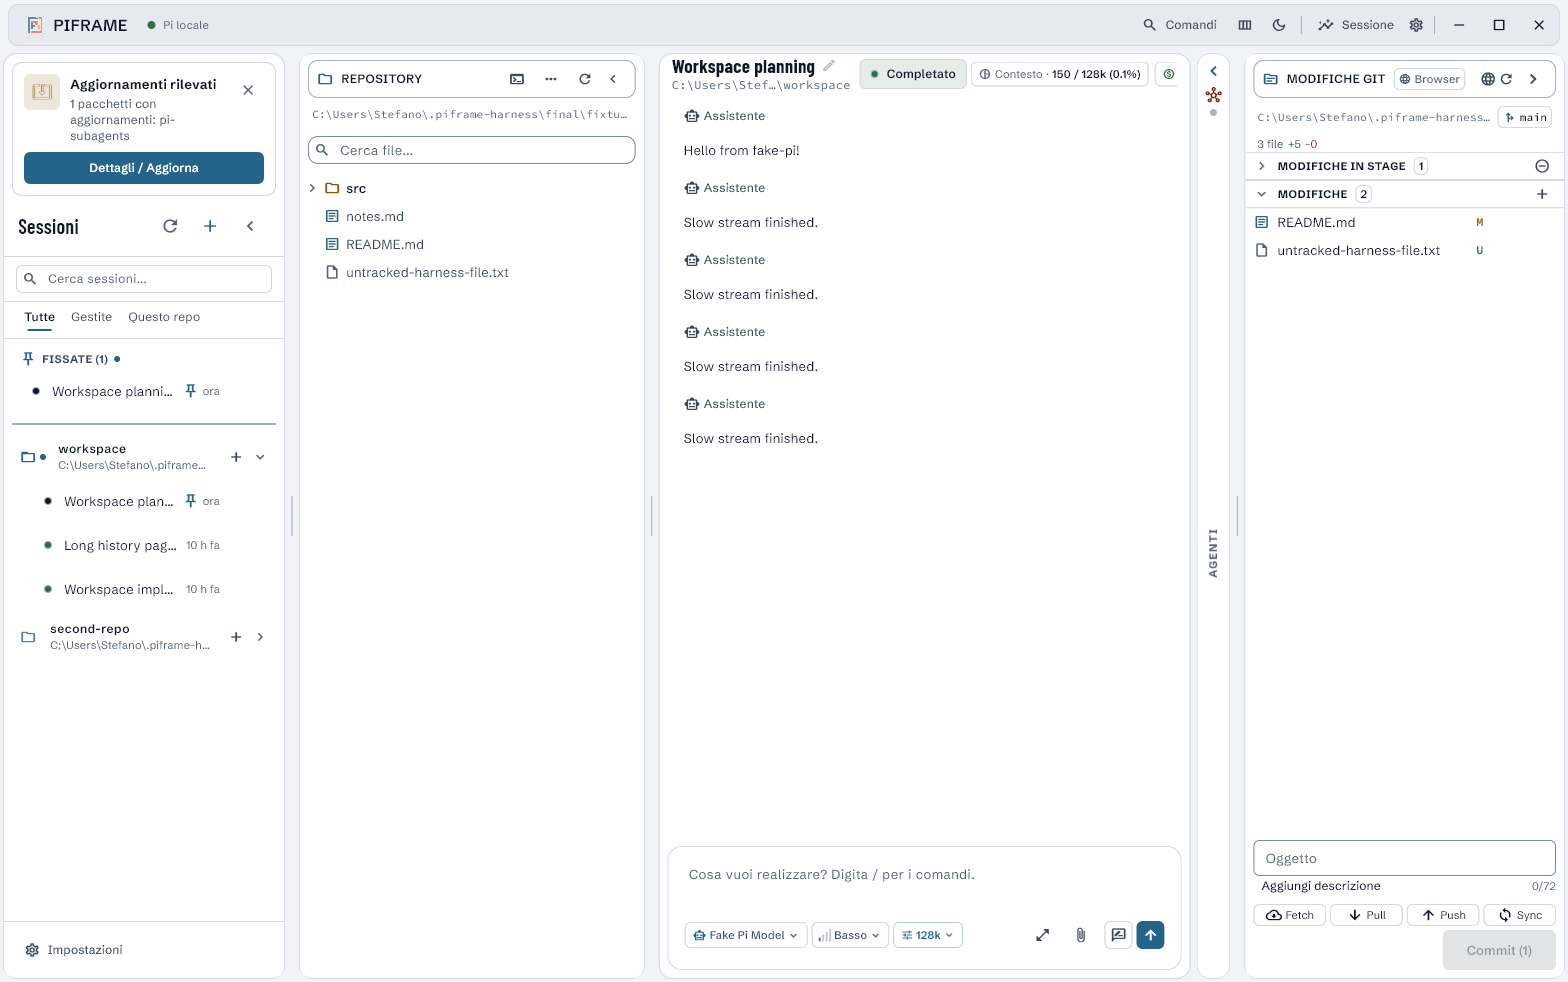 PIFRAME
Pi locale
Comandi
Sessione
Aggiornamenti rilevati
1 pacchetti con
aggiornamenti: pi-
subagents
Dettagli / Aggiorna
Sessioni
Cerca sessioni...
Tutte
Gestite
Questo repo
FISSATE (1)
Workspace planni...
ora
workspace
C:\Users\Stefano\.piframe...
Workspace plan...
ora
Long history pag...
10 h fa
Workspace impl...
10 h fa
second-repo
C:\Users\Stefano\.piframe-h...
Impostazioni
REPOSITORY
C:\Users\Stefano\.piframe-harness\final\fixtu...
Cerca file...
src
notes.md
README.md
untracked-harness-file.txt
Workspace planning
C:\Users\Stef…\workspace
Completato
Contesto · 150 / 128k (0.1%)
Assistente
Hello from fake-pi!
Assistente
Slow stream finished.
Assistente
Slow stream finished.
Assistente
Slow stream finished.
Assistente
Slow stream finished.
Cosa vuoi realizzare? Digita / per i comandi.
Fake Pi Model
Basso
128k
AGENTI
MODIFICHE GIT
Browser
C:\Users\Stefano\.piframe-harness...
main
3 file +5 -0
MODIFICHE IN STAGE 1
MODIFICHE 2
README.md
M
untracked-harness-file.txt
U
Oggetto
Aggiungi descrizione
0/72
Fetch
Pull
Push
Sync
Commit (1)